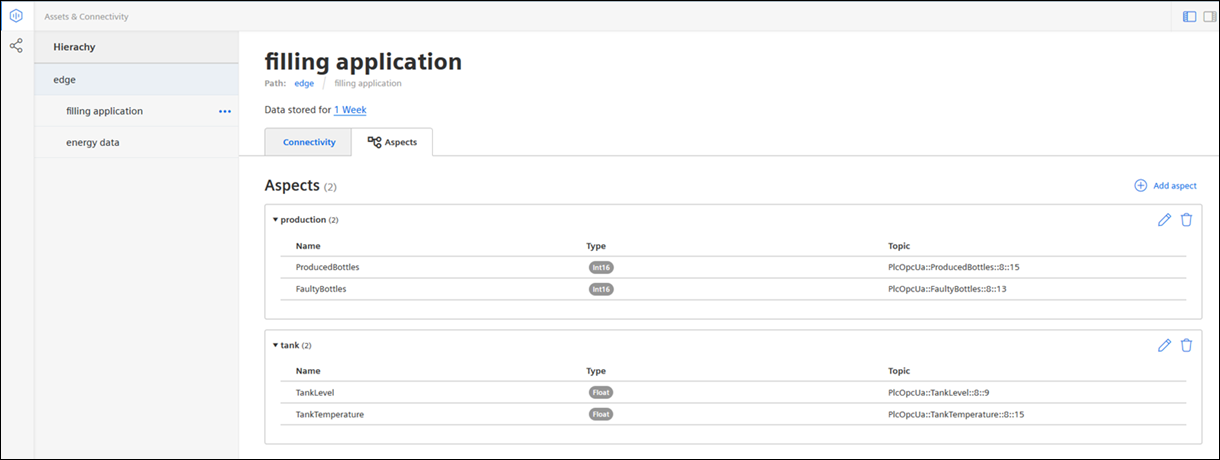 Assets & Connectivity
Hierachy
edge
filling application
energy data
filling application
Path: edge / filling application
Data stored for 1 Week
Connectivity Aspects
Aspects (2)
Add aspect
production (2)
Name Type Topic
ProducedBottles Int16 PlcOpcUa::ProducedBottles::8::15
FaultyBottles Int16 PlcOpcUa::FaultyBottles::8::13
tank (2)
Name Type Topic
TankLevel Float PlcOpcUa::TankLevel::8::9
TankTemperature Float PlcOpcUa::TankTemperature::8::15